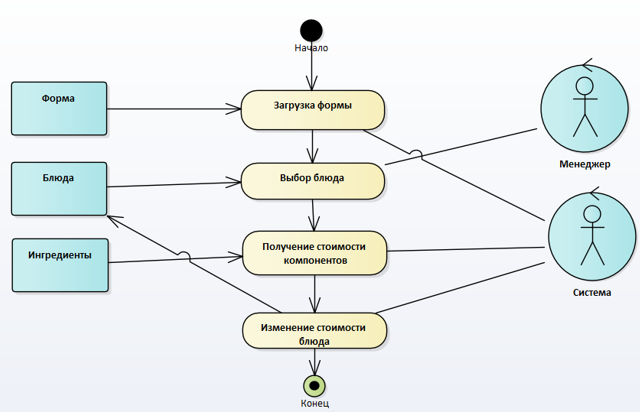 Начало
Форма
Загрузка формы
Менеджер
Блюда
Выбор блюда
Ингредиенты
Получение стоимости
компонентов
Система
Изменение стоимости
блюда
Конец